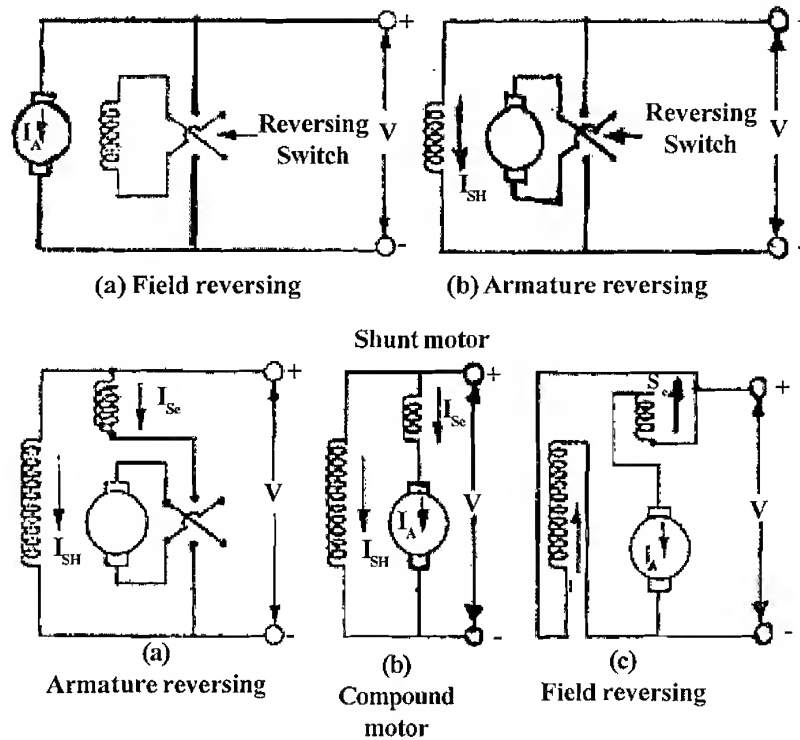 +
I_A
Reversing
Switch
V
-
(a) Field reversing
+
I_SH
Reversing
Switch
V
-
(b) Armature reversing
Shunt motor
+
I_Se
I_SH
V
-
(a)
Armature reversing
+
I_Se
I_SH
I_A
V
-
(b)
Compound
motor
+
S_e
I_A
V
-
(c)
Field reversing